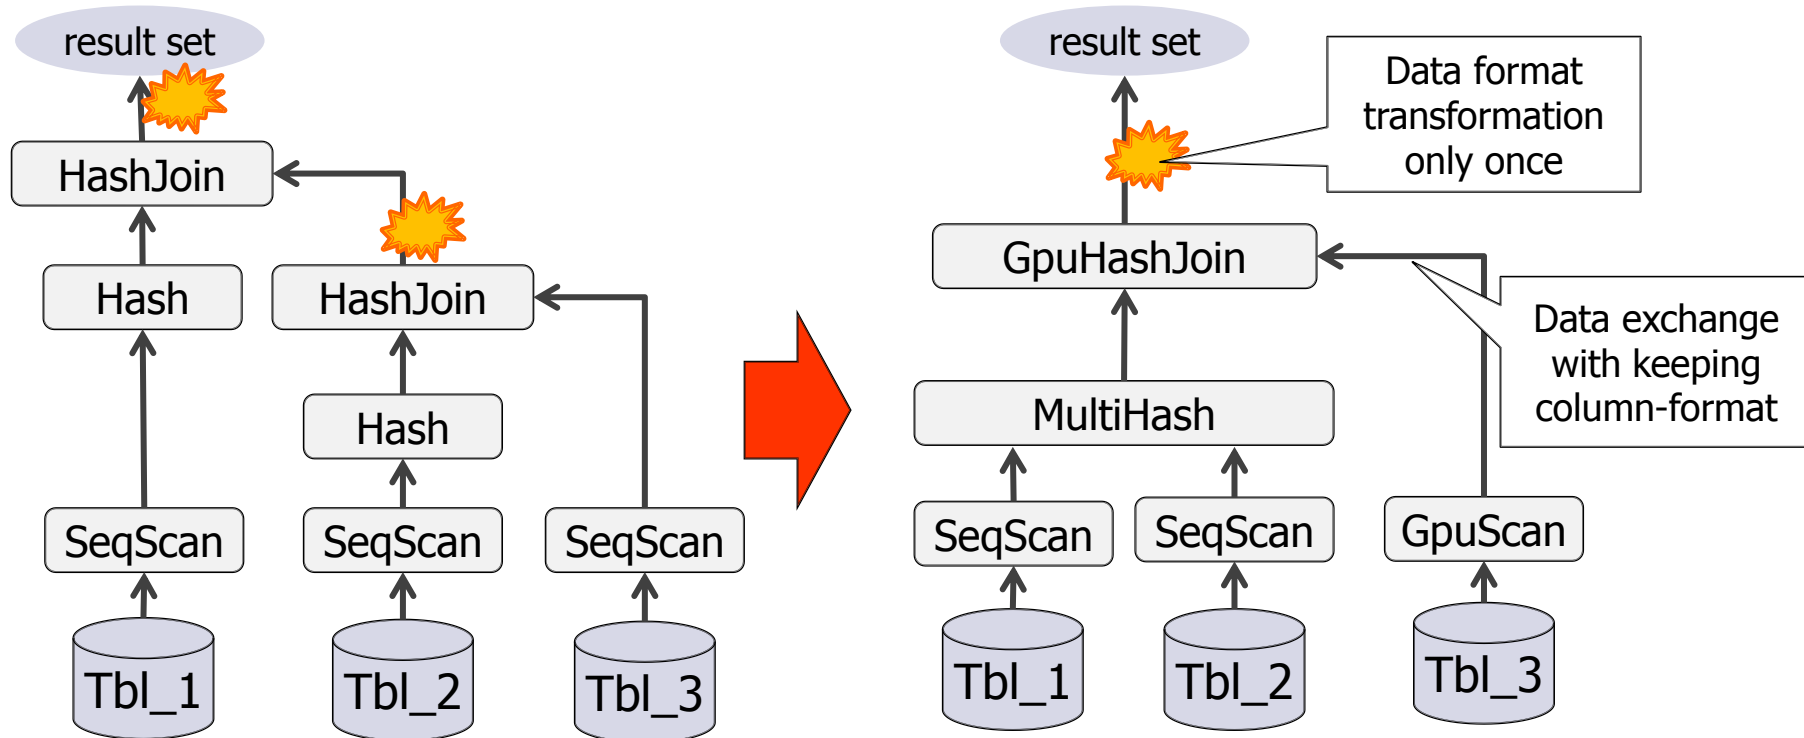 result set
HashJoin
Hash
HashJoin
Hash
SeqScan
SeqScan
SeqScan
Tbl_1
Tbl_2
Tbl_3
result set
Data format
transformation
only once
GpuHashJoin
Data exchange
with keeping
column-format
MultiHash
SeqScan
SeqScan
GpuScan
Tbl_1
Tbl_2
Tbl_3